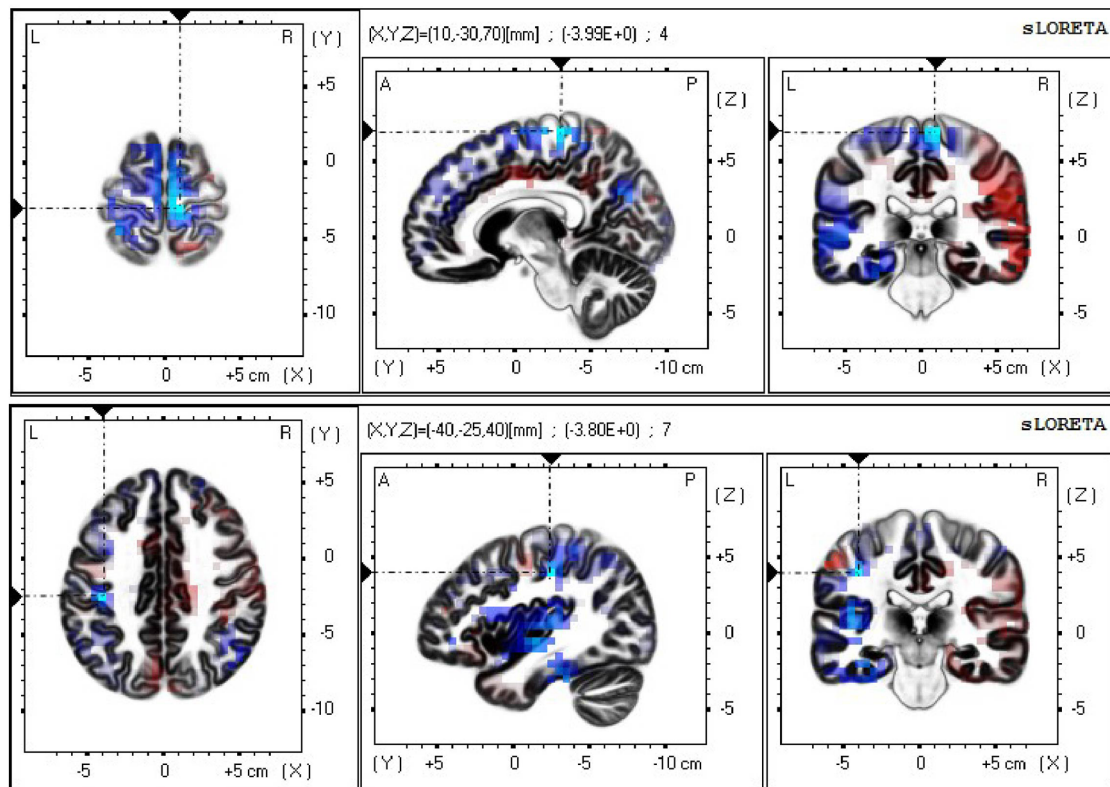 (X,Y,Z)=(10,-30,70)[mm] ; (-3.99E+0) ; 4 sLORETA
L R (Y) A P (Z) L R (Z)
+5 +5 +5
0 0 0
-5 -5 -5
-10
-5 0 +5 cm (X) (Y) +5 0 -5 -10 cm -5 0 +5 cm (X)
(X,Y,Z)=(-40,-25,40)[mm] ; (-3.80E+0) ; 7 sLORETA
L R (Y) A P (Z) L R (Z)
+5 +5 +5
0 0 0
-5 -5 -5
-10
-5 0 +5 cm (X) (Y) +5 0 -5 -10 cm -5 0 +5 cm (X)